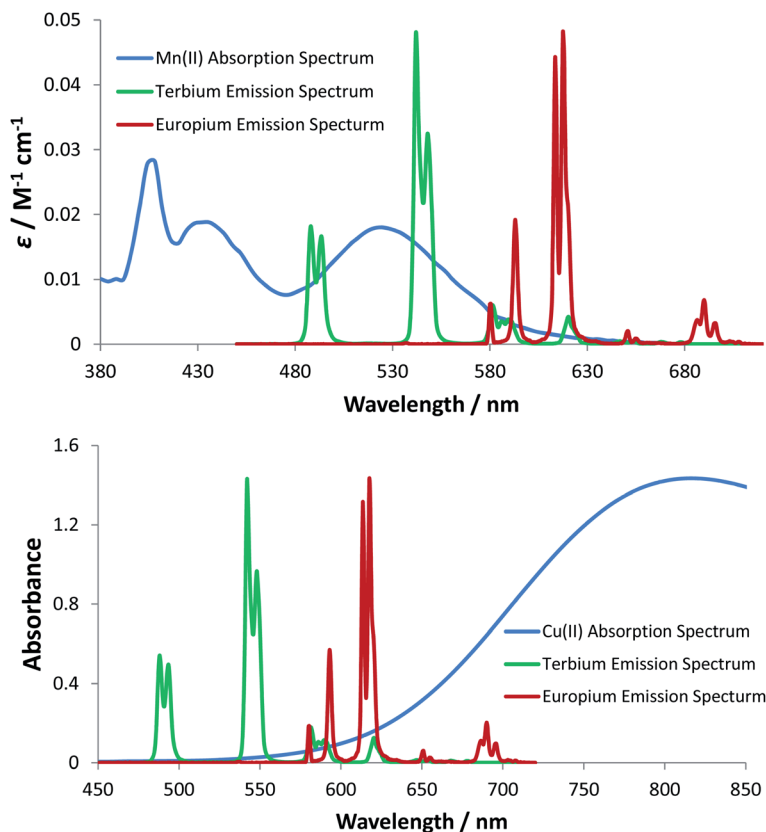 0.05
0.04
0.03
0.02
0.01
0
ε / M-1 cm-1
Mn(II) Absorption Spectrum
Terbium Emission Spectrum
Europium Emission Specturm
380 430 480 530 580 630 680
Wavelength / nm
1.6
1.2
0.8
0.4
0
Absorbance
Cu(II) Absorption Spectrum
Terbium Emission Spectrum
Europium Emission Specturm
450 500 550 600 650 700 750 800 850
Wavelength / nm